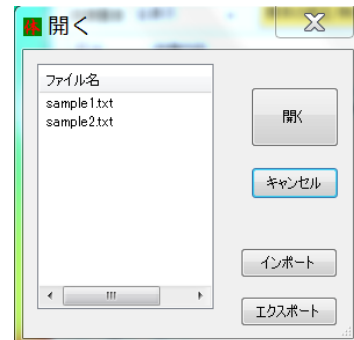 開く
ファイル名
sample1.txt
sample2.txt
開く
キャンセル
インポート
エクスポート